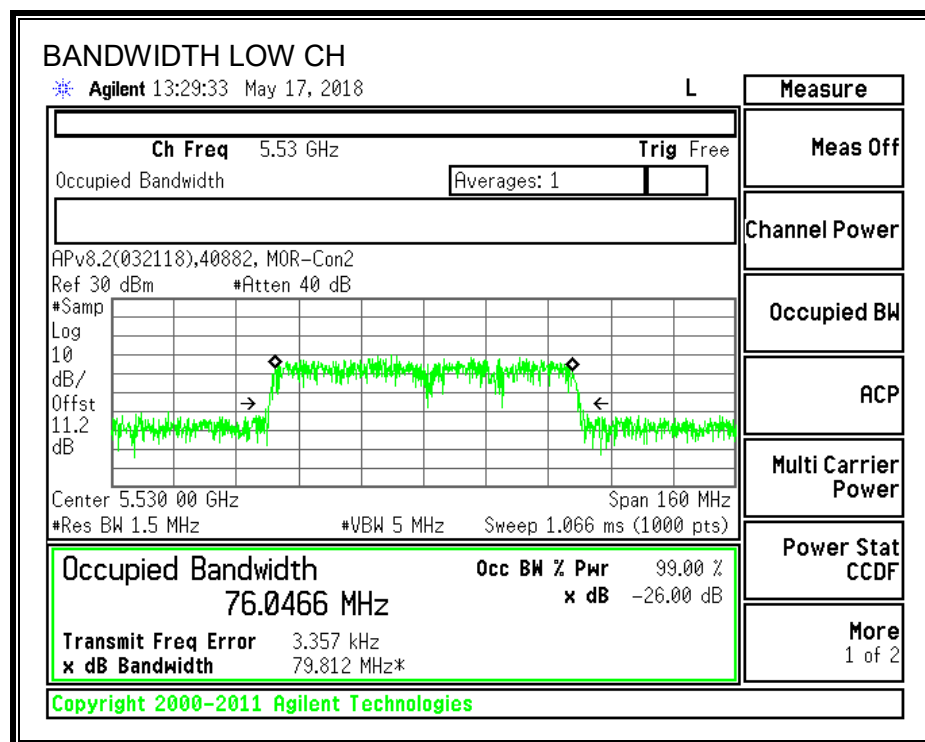 BANDWIDTH LOW CH
Agilent 13:29:33 May 17, 2018 L
Measure
Ch Freq 5.53 GHz Trig Free
Occupied Bandwidth Averages: 1
APv8.2(032118),40882, MOR-Con2
Ref 30 dBm #Atten 40 dB
#Samp
Log
10
dB/
Offst
11.2
dB
Center 5.530 00 GHz Span 160 MHz
#Res BW 1.5 MHz #VBW 5 MHz Sweep 1.066 ms (1000 pts)
Occupied Bandwidth Occ BW % Pwr 99.00 %
76.0466 MHz x dB -26.00 dB
Transmit Freq Error 3.357 kHz
x dB Bandwidth 79.812 MHz*
Copyright 2000-2011 Agilent Technologies
Meas Off
Channel Power
Occupied BW
ACP
Multi Carrier
Power
Power Stat
CCDF
More
1 of 2